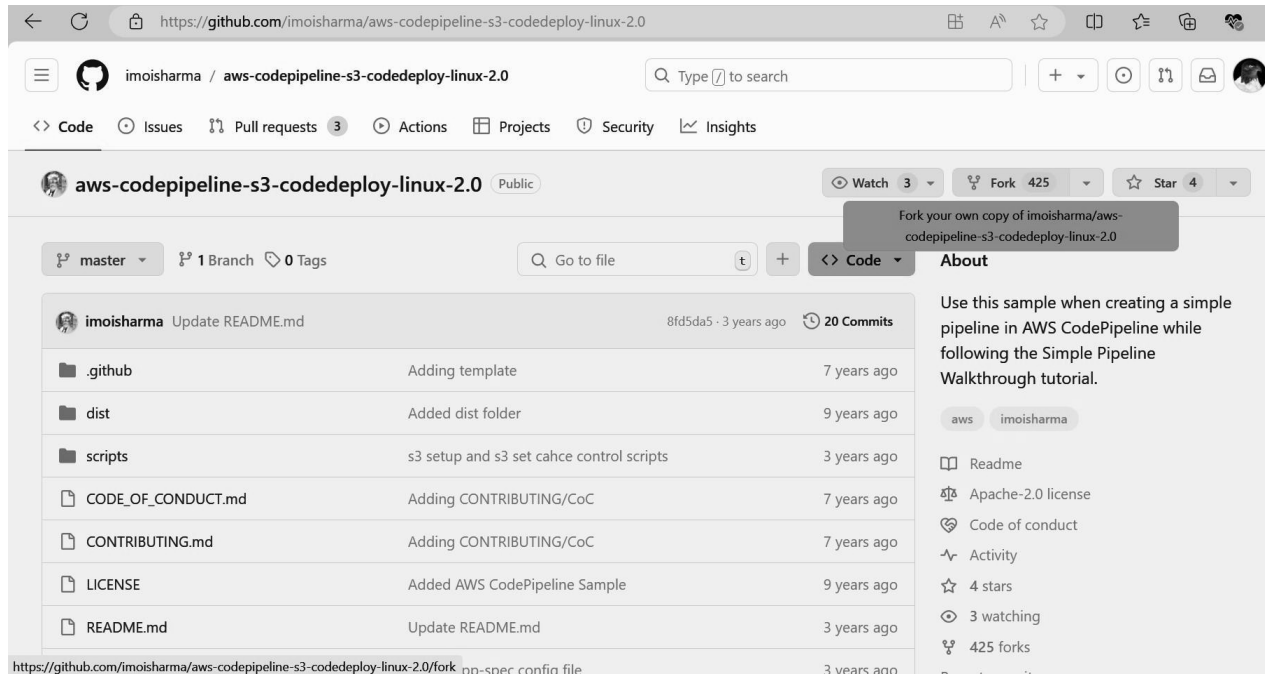 https://github.com/imoisharma/aws-codepipeline-s3-codedeploy-linux-2.0
imoisharma / aws-codepipeline-s3-codedeploy-linux-2.0
Type / to search
Code Issues Pull requests 3 Actions Projects Security Insights
aws-codepipeline-s3-codedeploy-linux-2.0 Public
Watch 3 Fork 425 Star 4
Fork your own copy of imoisharma/aws-
codepipeline-s3-codedeploy-linux-2.0
master 1 Branch 0 Tags Go to file t Code
imoisharma Update README.md 8fd5da5 · 3 years ago 20 Commits
.github Adding template 7 years ago
dist Added dist folder 9 years ago
scripts s3 setup and s3 set cahce control scripts 3 years ago
CODE_OF_CONDUCT.md Adding CONTRIBUTING/CoC 7 years ago
CONTRIBUTING.md Adding CONTRIBUTING/CoC 7 years ago
LICENSE Added AWS CodePipeline Sample 9 years ago
README.md Update README.md 3 years ago
pp-spec config file 3 years ago
https://github.com/imoisharma/aws-codepipeline-s3-codedeploy-linux-2.0/fork
About
Use this sample when creating a simple
pipeline in AWS CodePipeline while
following the Simple Pipeline
Walkthrough tutorial.
aws imoisharma
Readme
Apache-2.0 license
Code of conduct
Activity
4 stars
3 watching
425 forks